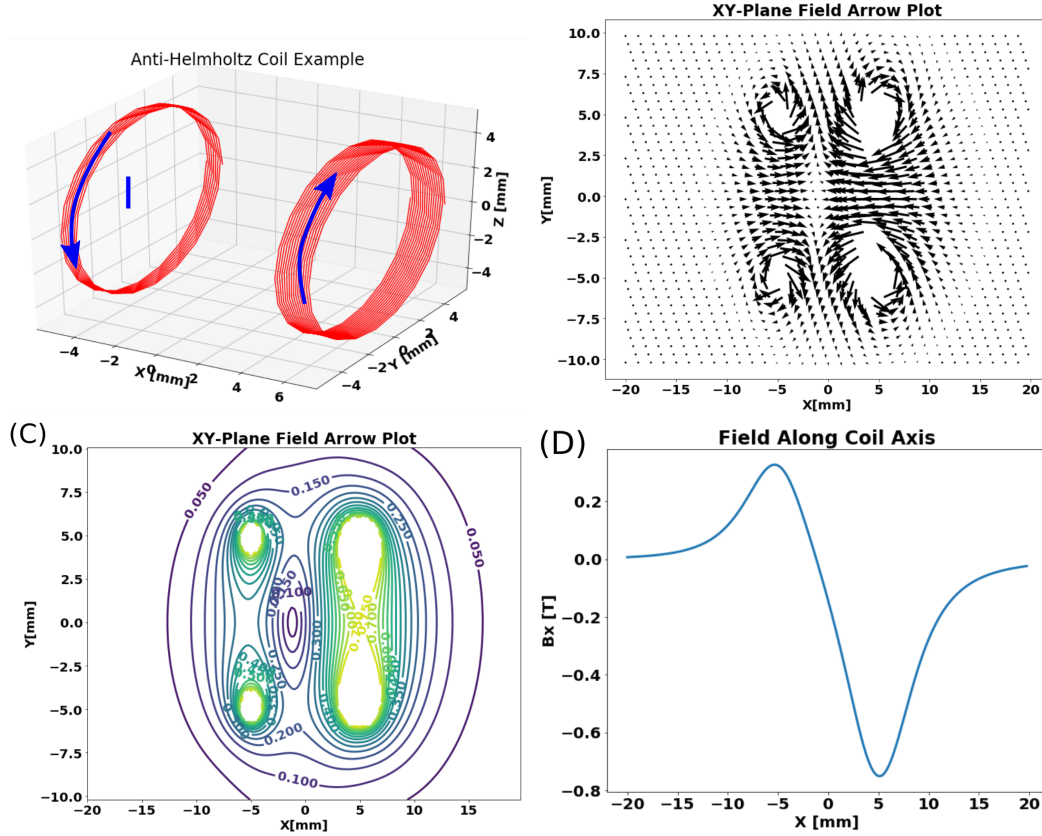 Anti-Helmholtz Coil Example
4
2
0
−2
−4
Z [mm]
−4
−2
0
2
4
6
X [mm]
−4
−2
0
2
4
Y [mm]
XY-Plane Field Arrow Plot
10.0
7.5
5.0
2.5
0.0
−2.5
−5.0
−7.5
−10.0
Y[mm]
−20 −15 −10 −5 0 5 10 15 20
X[mm]
(C)
XY-Plane Field Arrow Plot
10.0
7.5
5.0
2.5
0.0
−2.5
−5.0
−7.5
−10.0
Y[mm]
0.050
0.150
0.250
0.050
0.100
0.300
0.700
0.200
0.100
−20 −15 −10 −5 0 5 10 15
X[mm]
(D)
Field Along Coil Axis
0.2
0.0
−0.2
−0.4
−0.6
−0.8
Bx [T]
−20 −15 −10 −5 0 5 10 15 20
X [mm]